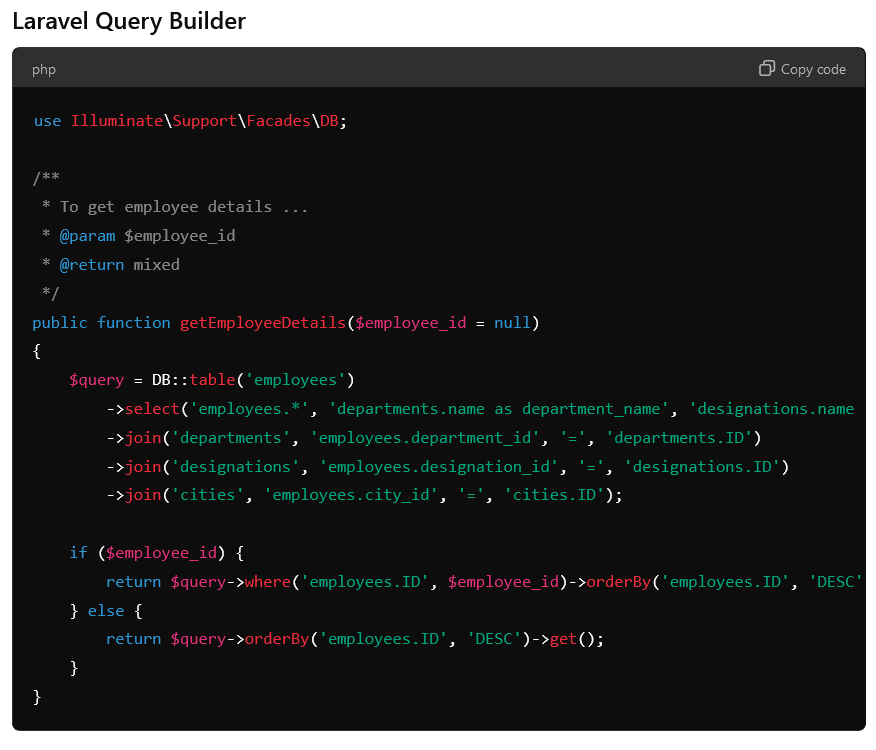 Laravel Query Builder
php
Copy code
use Illuminate\Support\Facades\DB;
/**
 * To get employee details ...
 * @param $employee_id
 * @return mixed
 */
public function getEmployeeDetails($employee_id = null)
{
    $query = DB::table('employees')
        ->select('employees.*', 'departments.name as department_name', 'designations.name
        ->join('departments', 'employees.department_id', '=', 'departments.ID')
        ->join('designations', 'employees.designation_id', '=', 'designations.ID')
        ->join('cities', 'employees.city_id', '=', 'cities.ID');
    if ($employee_id) {
        return $query->where('employees.ID', $employee_id)->orderBy('employees.ID', 'DESC'
    } else {
        return $query->orderBy('employees.ID', 'DESC')->get();
    }
}